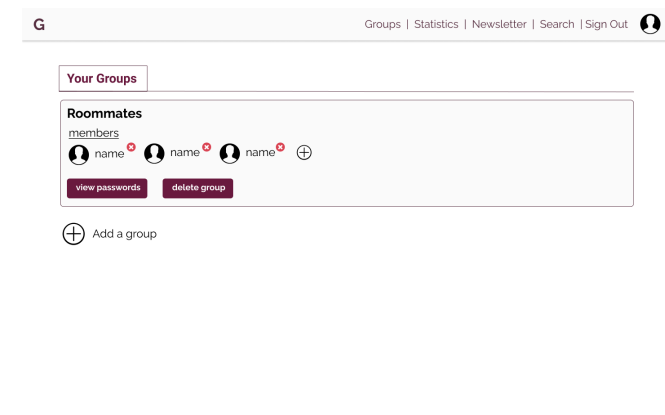 G
Groups | Statistics | Newsletter | Search | Sign Out
Your Groups
Roommates
members
name name name
view passwords delete group
Add a group